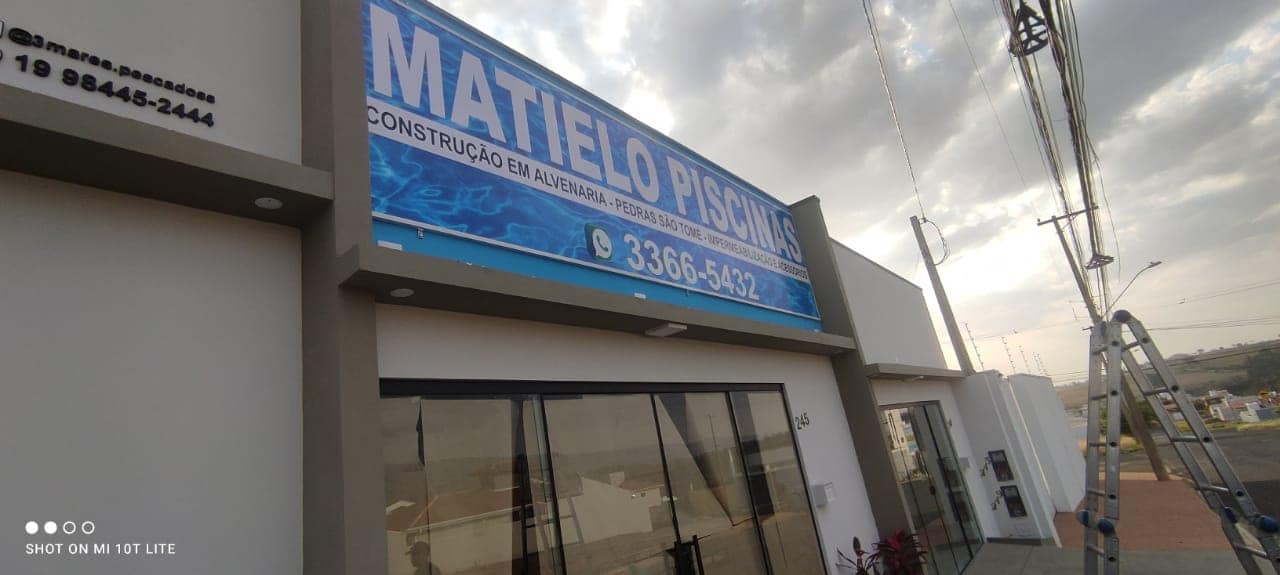 @3mares.pescados
19 98445-2444
MATIELO PISCINAS
CONSTRUÇÃO EM ALVENARIA - PEDRAS SÃO TOMÉ - IMPERMEABILIZAÇÃO E ACESSÓRIOS
3366-5432
245
SHOT ON MI 10T LITE